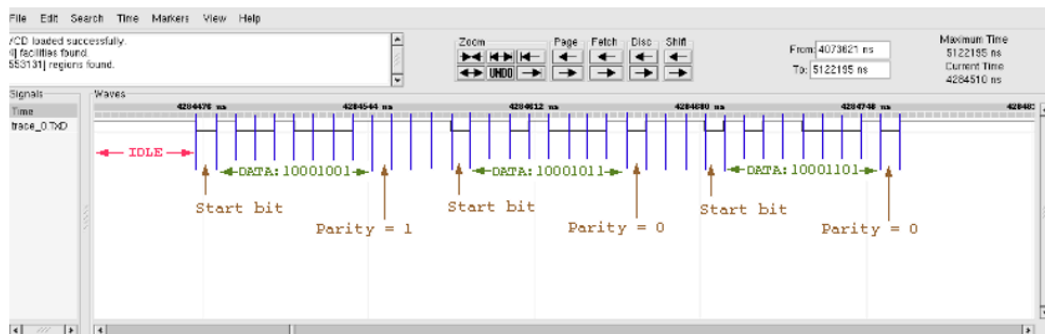 File Edit Search Time Markers View Help
VCD loaded successfully.
4] facilities found.
553131] regions found.
Zoom Page Fetch Disc Shift
UNDO
From: 4073621 ns
To: 5122195 ns
Maximum Time
5122195 ns
Current Time
4284510 ns
Signals Waves
Time
trace_0.TXD
4284476 ns 4284544 ns 4284612 ns 4284680 ns 4284748 ns
IDLE
DATA:10001001 DATA:10001011 DATA:10001101
Start bit Start bit Start bit
Parity = 1 Parity = 0 Parity = 0